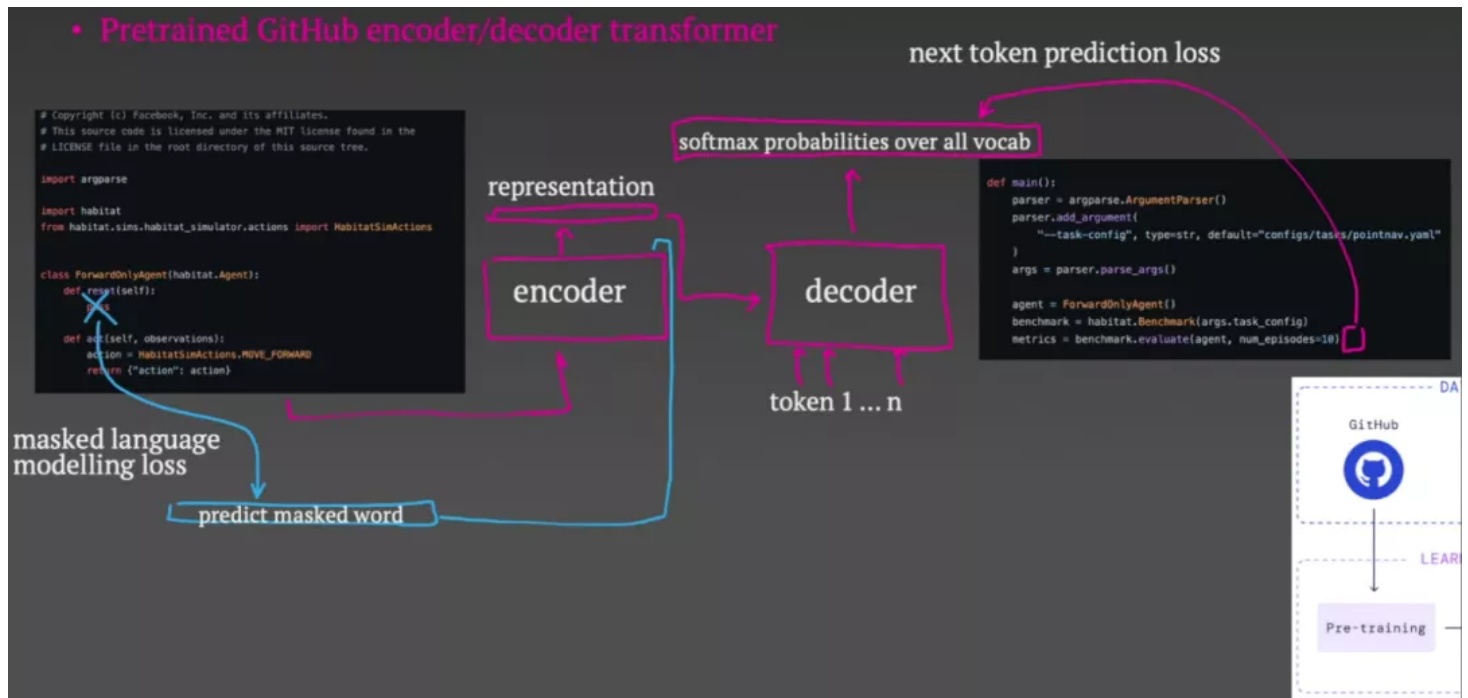 • Pretrained GitHub encoder/decoder transformer
next token prediction loss
# Copyright (c) Facebook, Inc. and its affiliates.
# This source code is licensed under the MIT license found in the
# LICENSE file in the root directory of this source tree.
import argparse
import habitat
from habitat.sims.habitat_simulator.actions import HabitatSimActions
class ForwardOnlyAgent(habitat.Agent):
def reset(self):
pass
def act(self, observations):
action = HabitatSimActions.MOVE_FORWARD
return {"action": action}
representation
encoder
softmax probabilities over all vocab
decoder
token 1 ... n
def main():
parser = argparse.ArgumentParser()
parser.add_argument(
"--task-config", type=str, default="configs/tasks/pointnav.yaml"
)
args = parser.parse_args()
agent = ForwardOnlyAgent()
benchmark = habitat.Benchmark(args.task_config)
metrics = benchmark.evaluate(agent, num_episodes=10)
masked language
modelling loss
predict masked word
DA
GitHub
LEAR
Pre-training